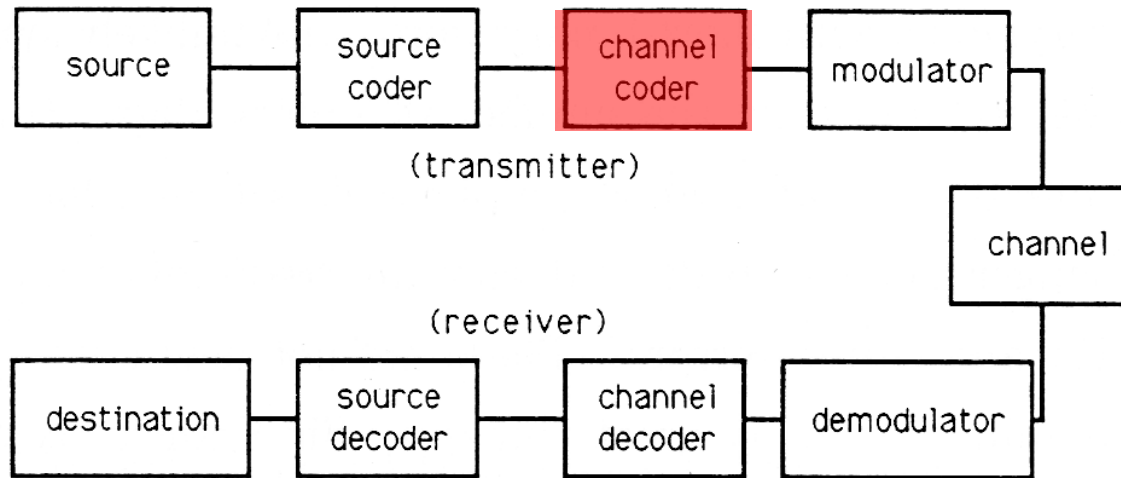 source
source
coder
channel
coder
modulator
(transmitter)
channel
(receiver)
destination
source
decoder
channel
decoder
demodulator